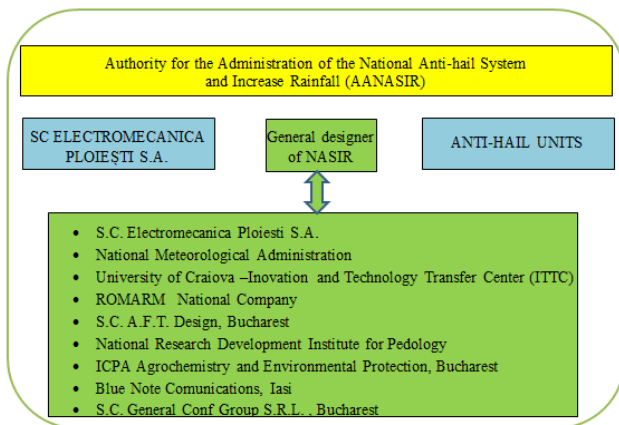 Authority for the Administration of the National Anti-hail System
and Increase Rainfall (AANASIR)
SC ELECTROMECANICA
PLOIEȘTI S.A.
General designer
of NASIR
ANTI-HAIL UNITS
• S.C. Electromecanica Ploiesti S.A.
• National Meteorological Administration
• University of Craiova –Inovation and Technology Transfer Center (ITTC)
• ROMARM National Company
• S.C. A.F.T. Design, Bucharest
• National Research Development Institute for Pedology
• ICPA Agrochemistry and Environmental Protection, Bucharest
• Blue Note Comunications, Iasi
• S.C. General Conf Group S.R.L. , Bucharest